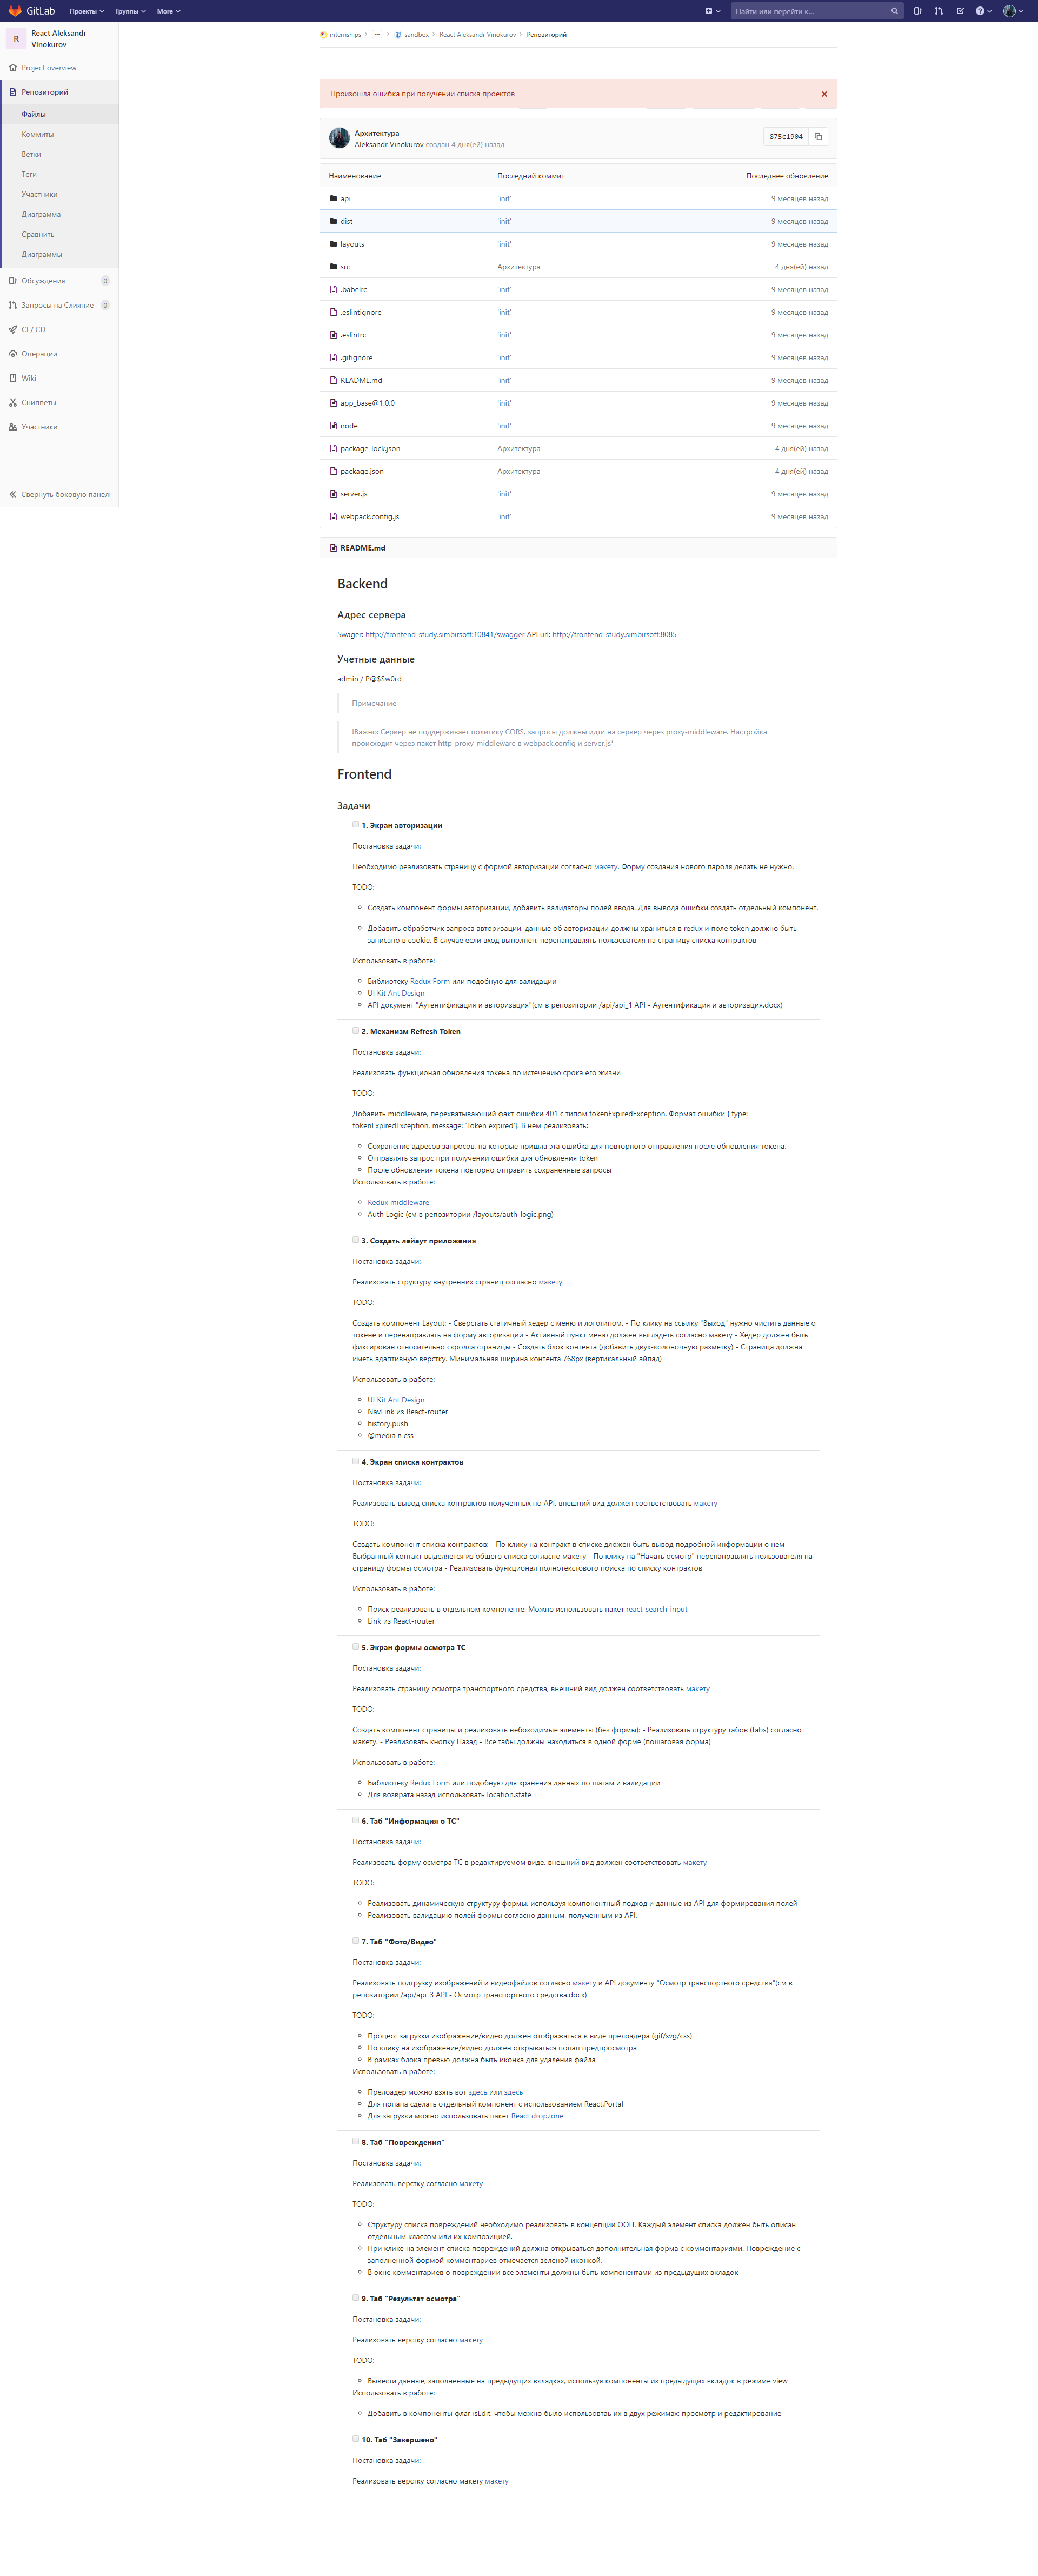 GitLab Проекты Группы More Найти или перейти к...
React Aleksandr
Vinokurov
R
Project overview
Репозиторий
Файлы
Коммиты
Ветки
Теги
Участники
Диаграмма
Сравнить
Диаграммы
Обсуждения 0
Запросы на Слияние 0
CI / CD
Операции
Wiki
Сниппеты
Участники
Свернуть боковую панел
internships > ... > sandbox > React Aleksandr Vinokurov > Репозиторий
Произошла ошибка при получении списка проектов
Архитектура
Aleksandr Vinokurov создан 4 дня(ей) назад
875c1904
Наименование Последний коммит Последнее обновление
api 'init' 9 месяцев назад
dist 'init' 9 месяцев назад
layouts 'init' 9 месяцев назад
src Архитектура 4 дня(ей) назад
.babelrc 'init' 9 месяцев назад
.eslintignore 'init' 9 месяцев назад
.eslintrc 'init' 9 месяцев назад
.gitignore 'init' 9 месяцев назад
README.md 'init' 9 месяцев назад
app_base@1.0.0 'init' 9 месяцев назад
node 'init' 9 месяцев назад
package-lock.json Архитектура 4 дня(ей) назад
package.json Архитектура 4 дня(ей) назад
server.js 'init' 9 месяцев назад
webpack.config.js 'init' 9 месяцев назад
README.md
Backend
Адрес сервера
Swager: http://frontend-study.simbirsoft:10841/swagger API url: http://frontend-study.simbirsoft:8085
Учетные данные
admin / P@$$w0rd
Примечание
!Важно: Сервер не поддерживает политику CORS, запросы должны идти на сервер через proxy-middleware. Настройка
происходит через пакет http-proxy-middleware в webpack.config и server.js*
Frontend
Задачи
1. Экран авторизации
Постановка задачи:
Необходимо реализовать страницу с формой авторизации согласно макету. Форму создания нового пароля делать не нужно.
TODO:
Создать компонент формы авторизации, добавить валидаторы полей ввода. Для вывода ошибки создать отдельный компонент.
Добавить обработчик запроса авторизации, данные об авторизации должны храниться в redux и поле token должно быть
записано в cookie. В случае если вход выполнен, перенаправлять пользователя на страницу списка контрактов
Использовать в работе:
Библиотеку Redux Form или подобную для валидации
UI Kit Ant Design
API документ "Аутентификация и авторизация"(см в репозитории /api/api_1 API - Аутентификация и авторизация.docx)
2. Механизм Refresh Token
Постановка задачи:
Реализовать функционал обновления токена по истечению срока его жизни
TODO:
Добавить middleware, перехватывающий факт ошибки 401 с типом tokenExpiredException. Формат ошибки { type:
tokenExpiredException, message: 'Token expired'}. В нем реализовать:
Сохранение адресов запросов, на которые пришла эта ошибка для повторного отправления после обновления токена.
Отправлять запрос при получении ошибки для обновления token
После обновления токена повторно отправить сохраненные запросы
Использовать в работе:
Redux middleware
Auth Logic (см в репозитории /layouts/auth-logic.png)
3. Создать лейаут приложения
Постановка задачи:
Реализовать структуру внутренних страниц согласно макету
TODO:
Создать компонент Layout: - Сверстать статичный хедер с меню и логотипом. - По клику на ссылку "Выход" нужно чистить данные о
токене и перенаправлять на форму авторизации - Активный пункт меню должен выглядеть согласно макету - Хедер должен быть
фиксирован относительно скролла страницы - Создать блок контента (добавить двух-колоночную разметку) - Страница должна
иметь адаптивную верстку. Минимальная ширина контента 768px (вертикальный айпад)
Использовать в работе:
UI Kit Ant Design
NavLink из React-router
history.push
@media в css
4. Экран списка контрактов
Постановка задачи:
Реализовать вывод списка контрактов полученных по API, внешний вид должен соответствовать макету
TODO:
Создать компонент списка контрактов: - По клику на контракт в списке дложен быть вывод подробной информации о нем -
Выбранный контакт выделяется из общего списка согласно макету - По клику на "Начать осмотр" перенаправлять пользователя на
страницу формы осмотра - Реализовать функционал полнотекстового поиска по списку контрактов
Использовать в работе:
Поиск реализовать в отдельном компоненте. Можно использовать пакет react-search-input
Link из React-router
5. Экран формы осмотра ТС
Постановка задачи:
Реализовать страницу осмотра транспортного средства, внешний вид должен соответствовать макету
TODO:
Создать компонент страницы и реализовать небоходимые элементы (без формы): - Реализовать структуру табов (tabs) согласно
макету. - Реализовать кнопку Назад - Все табы должны находиться в одной форме (пошаговая форма)
Использовать в работе:
Библиотеку Redux Form или подобную для хранения данных по шагам и валидации
Для возврата назад использовать location.state
6. Таб "Информация о ТС"
Постановка задачи:
Реализовать форму осмотра ТС в редактируемом виде, внешний вид должен соответствовать макету
TODO:
Реализовать динамическую структуру формы, используя компонентный подход и данные из API для формирования полей
Реализовать валидацию полей формы согласно данным, полученным из API.
7. Таб "Фото/Видео"
Постановка задачи:
Реализовать подгрузку изображений и видеофайлов согласно макету и API документу "Осмотр транспортного средства"(см в
репозитории /api/api_3 API - Осмотр транспортного средства.docx)
TODO:
Процесс загрузки изображение/видео должен отображаться в виде прелоадера (gif/svg/css)
По клику на изображение/видео должен открываться попап предпросмотра
В рамках блока превью должна быть иконка для удаления файла
Использовать в работе:
Прелоадер можно взять вот здесь или здесь
Для попапа сделать отдельный компонент с использованием React.Portal
Для загрузки можно использовать пакет React dropzone
8. Таб "Повреждения"
Постановка задачи:
Реализовать верстку согласно макету
TODO:
Структуру списка повреждений необходимо реализовать в концепции ООП. Каждый элемент списка должен быть описан
отдельным классом или их композицией.
При клике на элемент списка повреждений должна открываться дополнительная форма с комментариями. Повреждение с
заполненной формой комментариев отмечается зеленой иконкой.
В окне комментариев о повреждении все элементы должны быть компонентами из предыдущих вкладок
9. Таб "Результат осмотра"
Постановка задачи:
Реализовать верстку согласно макету
TODO:
Вывести данные, заполненные на предыдущих вкладках, используя компоненты из предыдущих вкладок в режиме view
Использовать в работе:
Добавить в компоненты флаг isEdit, чтобы можно было использовтаь их в двух режимах: просмотр и редактирование
10. Таб "Завершено"
Постановка задачи:
Реализовать верстку согласно макету макету